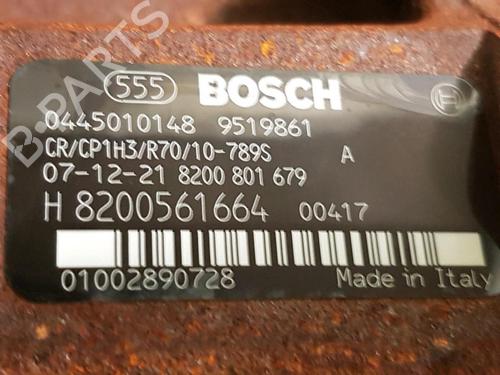 555 BOSCH
0445010148 9519861
CR/CP1H3/R70/10-789S A
07-12-21 8200 801 679
H 8200561664 00417
01002890728 Made in Italy
B-PARTS